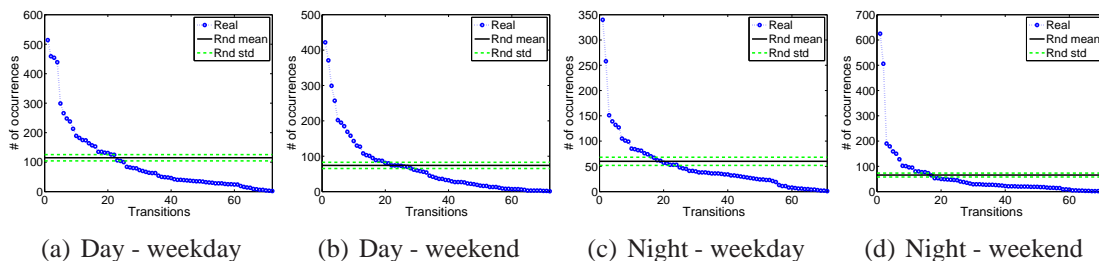 600
500
400
300
200
100
0
0 20 40 60
# of occurrences
Transitions
Real
Rnd mean
Rnd std
(a) Day - weekday
500
400
300
200
100
0
0 20 40 60
# of occurrences
Transitions
Real
Rnd mean
Rnd std
(b) Day - weekend
350
300
250
200
150
100
50
0
0 20 40 60
# of occurrences
Transitions
Real
Rnd mean
Rnd std
(c) Night - weekday
700
600
500
400
300
200
100
0
0 20 40 60
# of occurrences
Transitions
Real
Rnd mean
Rnd std
(d) Night - weekend